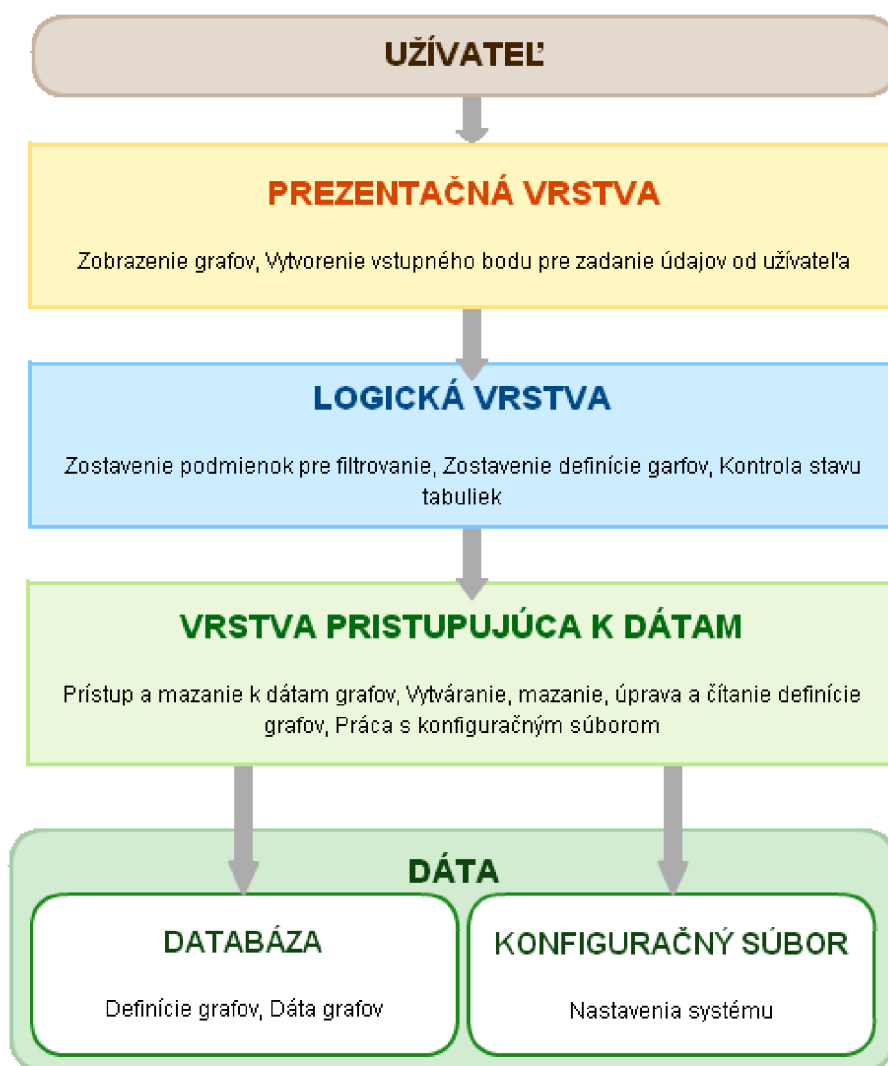 UŽÍVATEĽ
PREZENTAČNÁ VRSTVA
Zobrazenie grafov, Vytvorenie vstupného bodu pre zadanie údajov od užívateľa
LOGICKÁ VRSTVA
Zostavenie podmienok pre filtrovanie, Zostavenie definície garfov, Kontrola stavu
tabuliek
VRSTVA PRISTUPUJÚCA K DÁTAM
Prístup a mazanie k dátam grafov, Vytváranie, mazanie, úprava a čítanie definície
grafov, Práca s konfiguračným súborom
DÁTA
DATABÁZA
Definície grafov, Dáta grafov
KONFIGURAČNÝ SÚBOR
Nastavenia systému